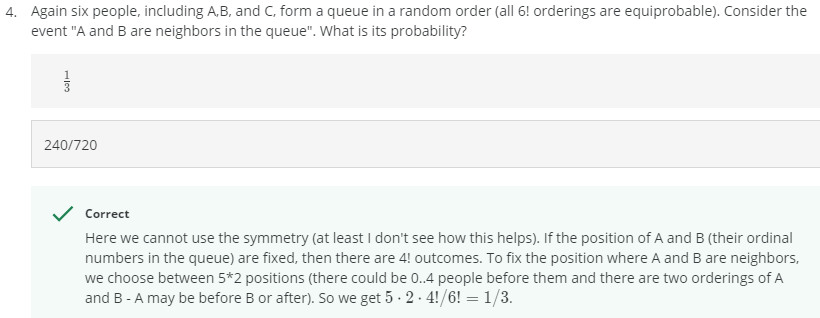 4. Again six people, including A,B, and C, form a queue in a random order (all 6! orderings are equiprobable). Consider the
event "A and B are neighbors in the queue". What is its probability?
1/3
240/720
Correct
Here we cannot use the symmetry (at least I don't see how this helps). If the position of A and B (their ordinal
numbers in the queue) are fixed, then there are 4! outcomes. To fix the position where A and B are neighbors,
we choose between 5*2 positions (there could be 0..4 people before them and there are two orderings of A
and B - A may be before B or after). So we get 5 · 2 · 4!/6! = 1/3.